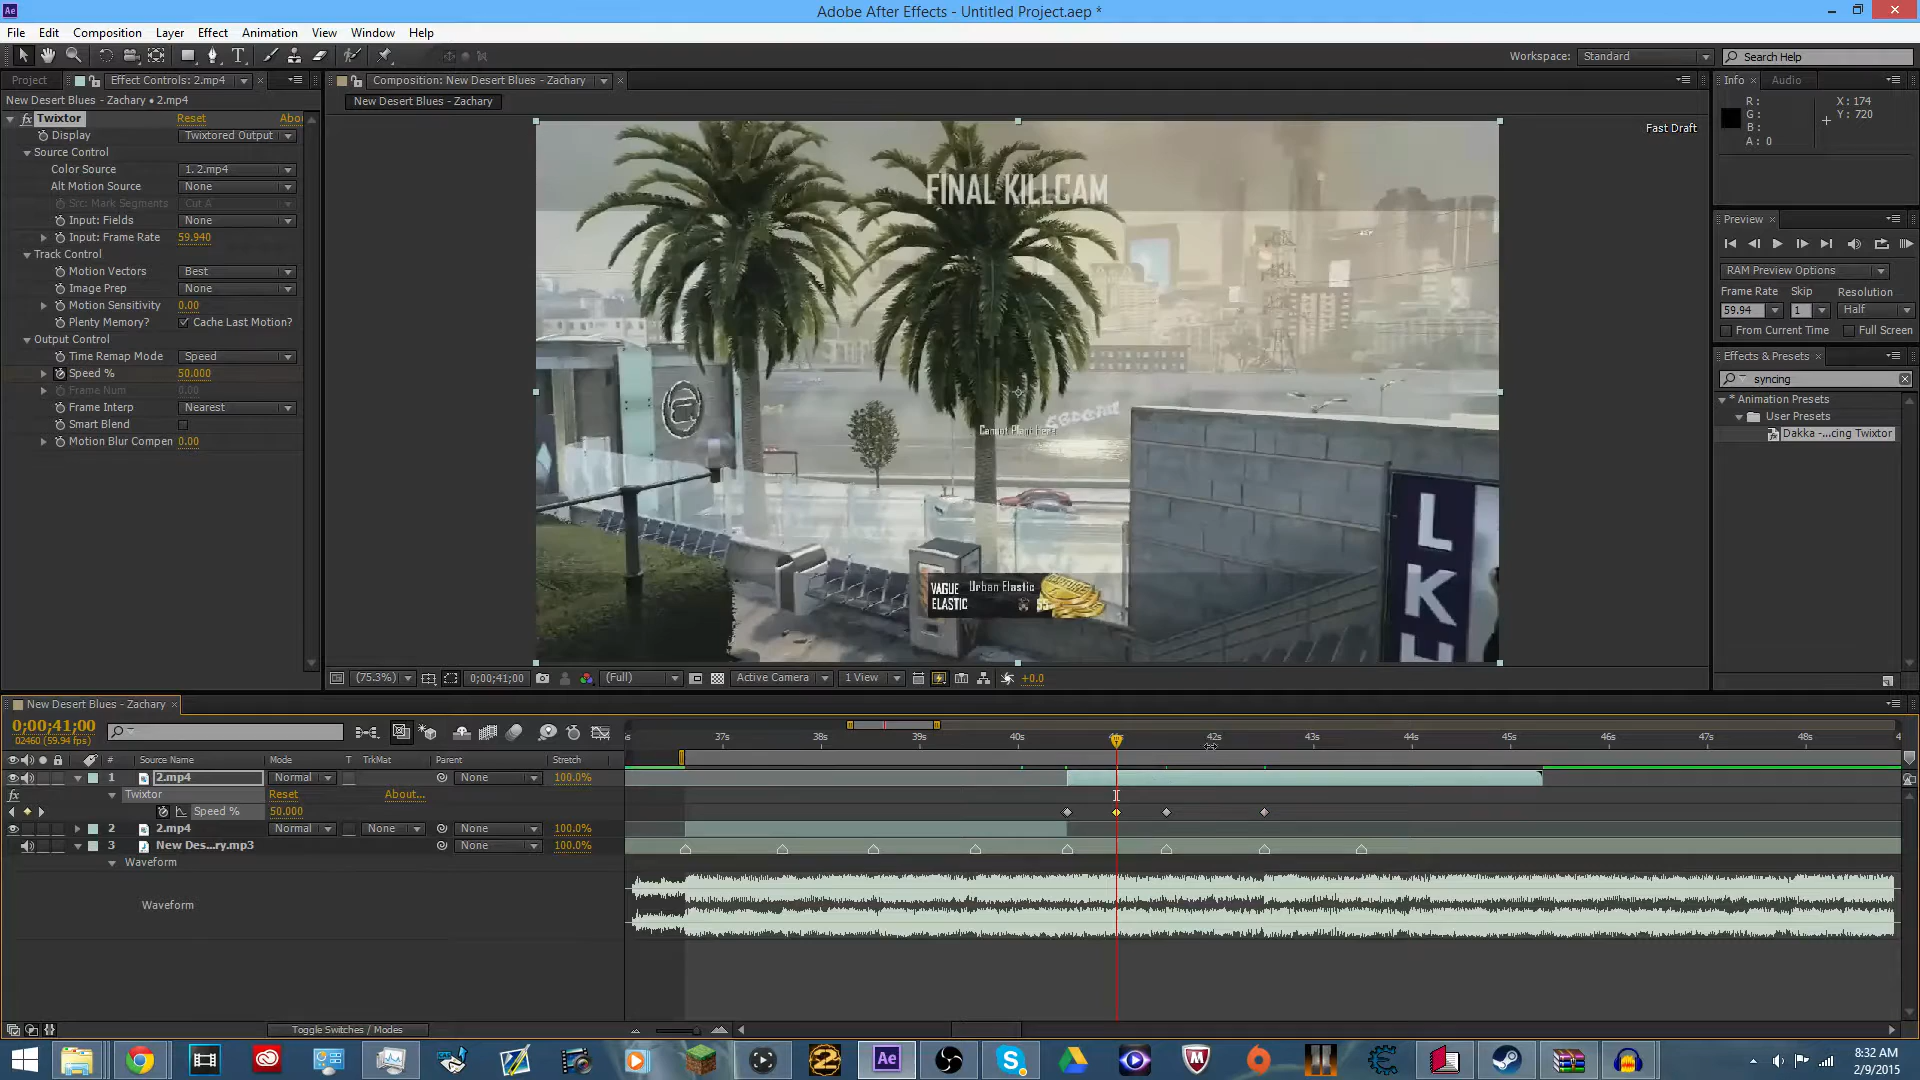 Adobe After Effects - Untitled Project.aep *
File Edit Composition Layer Effect Animation View Window Help
Workspace: Standard Search Help
Project Effect Controls: 2.mp4 Composition: New Desert Blues - Zachary Info Audio
New Desert Blues - Zachary • 2.mp4
New Desert Blues - Zachary
R: X: 174
G: Y: 720
B:
A: 0
Fast Draft
fx Twixtor Reset Abou
Display Twixtored Output
Source Control
Color Source 1. 2.mp4
Alt Motion Source None
Src: Mark Segments Cut A
Input: Fields None
Input: Frame Rate 59.940
Track Control
Motion Vectors Best
Image Prep None
Motion Sensitivity 0.00
Plenty Memory? Cache Last Motion?
Output Control
Time Remap Mode Speed
Speed % 50.000
Frame Num 0.00
Frame Interp Nearest
Smart Blend
Motion Blur Compen 0.00
FINAL KILLCAM
Cannot Plant Here
VAGUE Urban Elastic
ELASTIC
L
K
Preview
RAM Preview Options
Frame Rate Skip Resolution
59.94 1 Half
From Current Time Full Screen
Effects & Presets
syncing
* Animation Presets
User Presets
Dakka -...cing Twixtor
(75.3%) 0;00;41;00 (Full) Active Camera 1 View +0.0
New Desert Blues - Zachary
0;00;41;00
02460 (59.94 fps)
37s 38s 39s 40s 42s 43s 44s 45s 46s 47s 48s
# Source Name Mode T TrkMat Parent Stretch
1 2.mp4 Normal None 100.0%
fx Twixtor Reset About...
Speed % 50.000
2 2.mp4 Normal None None 100.0%
3 New Des...ry.mp3 None 100.0%
Waveform
Waveform
Toggle Switches / Modes
Ae
8:32 AM
2/9/2015